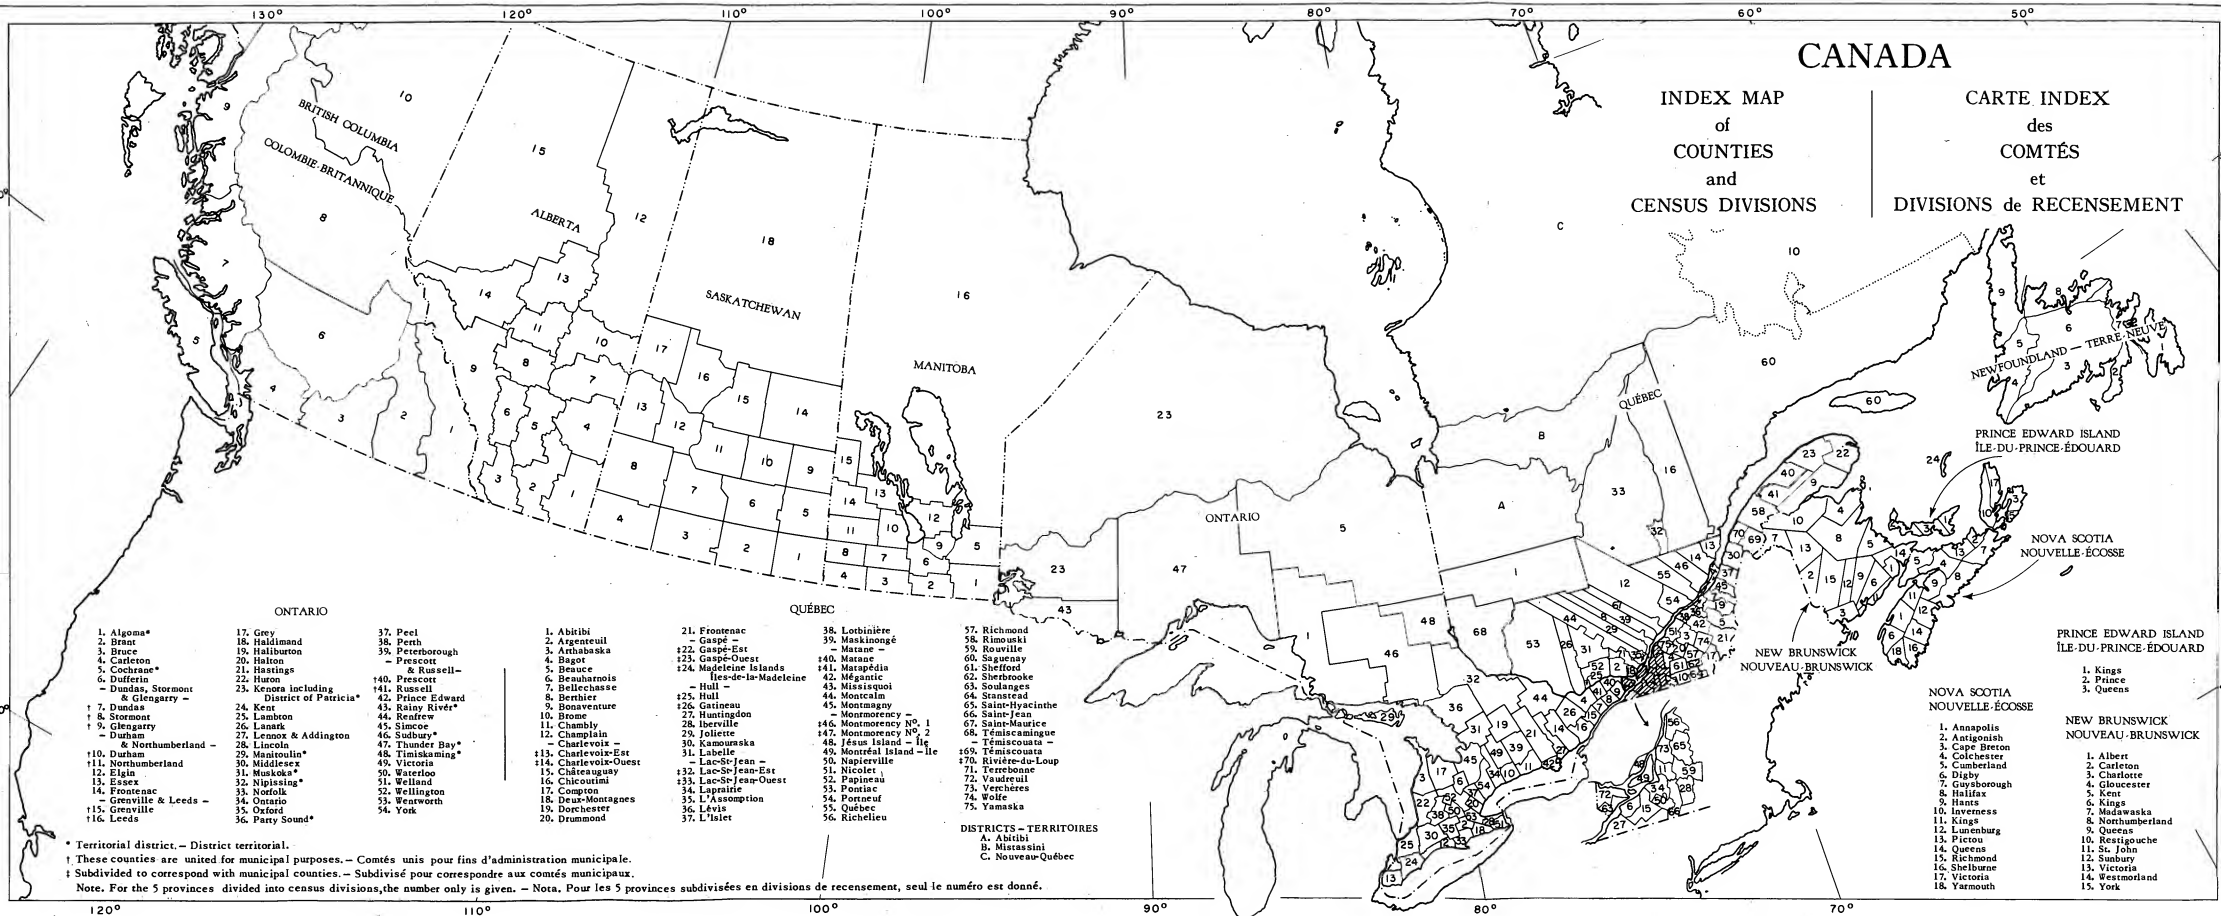 130° 120° 110° 100° 90° 80° 70° 60° 50°
CANADA
INDEX MAP
of
COUNTIES
and
CENSUS DIVISIONS
CARTE INDEX
des
COMTÉS
et
DIVISIONS de RECENSEMENT
BRITISH COLUMBIA
COLOMBIE-BRITANNIQUE
ALBERTA
SASKATCHEWAN
MANITOBA
ONTARIO
QUÉBEC
NEWFOUNDLAND – TERRE-NEUVE
PRINCE EDWARD ISLAND
ÎLE-DU-PRINCE-ÉDOUARD
NOVA SCOTIA
NOUVELLE-ÉCOSSE
NEW BRUNSWICK
NOUVEAU-BRUNSWICK
ONTARIO
1. Algoma*
2. Brant
3. Bruce
4. Carleton
5. Cochrane*
6. Dufferin
– Dundas, Stormont
& Glengarry –
† 7. Dundas
† 8. Stormont
† 9. Glengarry
– Durham
& Northumberland –
†10. Durham
†11. Northumberland
12. Elgin
13. Essex
14. Frontenac
– Grenville & Leeds –
†15. Grenville
†16. Leeds
17. Grey
18. Haldimand
19. Haliburton
20. Halton
21. Hastings
22. Huron
23. Kenora including
District of Patricia*
24. Kent
25. Lambton
26. Lanark
27. Lennox & Addington
28. Lincoln
29. Manitoulin*
30. Middlesex
31. Muskoka*
32. Nipissing*
33. Norfolk
34. Ontario
35. Oxford
36. Parry Sound*
37. Peel
38. Perth
39. Peterborough
– Prescott
& Russell–
†40. Prescott
†41. Russell
42. Prince Edward
43. Rainy River*
44. Renfrew
45. Simcoe
46. Sudbury*
47. Thunder Bay*
48. Timiskaming*
49. Victoria
50. Waterloo
51. Welland
52. Wellington
53. Wentworth
54. York
QUÉBEC
1. Abitibi
2. Argenteuil
3. Arthabaska
4. Bagot
5. Beauce
6. Beauharnois
7. Bellechasse
8. Berthier
9. Bonaventure
10. Brome
11. Chambly
12. Champlain
– Charlevoix –
‡13. Charlevoix-Est
‡14. Charlevoix-Ouest
15. Châteauguay
16. Chicoutimi
17. Compton
18. Deux-Montagnes
19. Dorchester
20. Drummond
21. Frontenac
– Gaspé –
‡22. Gaspé-Est
‡23. Gaspé-Ouest
‡24. Madeleine Islands
Îles-de-la-Madeleine
– Hull –
‡25. Hull
‡26. Gatineau
27. Huntingdon
28. Iberville
29. Joliette
30. Kamouraska
31. Labelle
– Lac-St-Jean –
‡32. Lac-St-Jean-Est
‡33. Lac-St-Jean-Ouest
34. Laprairie
35. L'Assomption
36. Lévis
37. L'Islet
38. Lotbinière
39. Maskinongé
– Matane –
‡40. Matane
‡41. Matapédia
42. Mégantic
43. Missisquoi
44. Montcalm
45. Montmagny
– Montmorency –
‡46. Montmorency Nº. 1
‡47. Montmorency Nº. 2
48. Jésus Island – Île
49. Montréal Island – Île
50. Napierville
51. Nicolet
52. Papineau
53. Pontiac
54. Portneuf
55. Québec
56. Richelieu
57. Richmond
58. Rimouski
59. Rouville
60. Saguenay
61. Shefford
62. Sherbrooke
63. Soulanges
64. Stanstead
65. Saint-Hyacinthe
66. Saint-Jean
67. Saint-Maurice
68. Témiscamingue
– Témiscouata –
‡69. Témiscouata
‡70. Rivière-du-Loup
71. Terrebonne
72. Vaudreuil
73. Verchères
74. Wolfe
75. Yamaska
DISTRICTS – TERRITOIRES
A. Abitibi
B. Mistassini
C. Nouveau-Québec
* Territorial district. – District territorial.
† These counties are united for municipal purposes. – Comtés unis pour fins d'administration municipale.
‡ Subdivided to correspond with municipal counties. – Subdivisé pour correspondre aux comtés municipaux.
Note. For the 5 provinces divided into census divisions, the number only is given. – Nota. Pour les 5 provinces subdivisées en divisions de recensement, seul le numéro est donné.
NOVA SCOTIA
NOUVELLE-ÉCOSSE
1. Annapolis
2. Antigonish
3. Cape Breton
4. Colchester
5. Cumberland
6. Digby
7. Guysborough
8. Halifax
9. Hants
10. Inverness
11. Kings
12. Lunenburg
13. Pictou
14. Queens
15. Richmond
16. Shelburne
17. Victoria
18. Yarmouth
PRINCE EDWARD ISLAND
ÎLE-DU-PRINCE-ÉDOUARD
1. Kings
2. Prince
3. Queens
NEW BRUNSWICK
NOUVEAU-BRUNSWICK
1. Albert
2. Carleton
3. Charlotte
4. Gloucester
5. Kent
6. Kings
7. Madawaska
8. Northumberland
9. Queens
10. Restigouche
11. St. John
12. Sunbury
13. Victoria
14. Westmorland
15. York
120° 110° 100° 90° 80° 70°